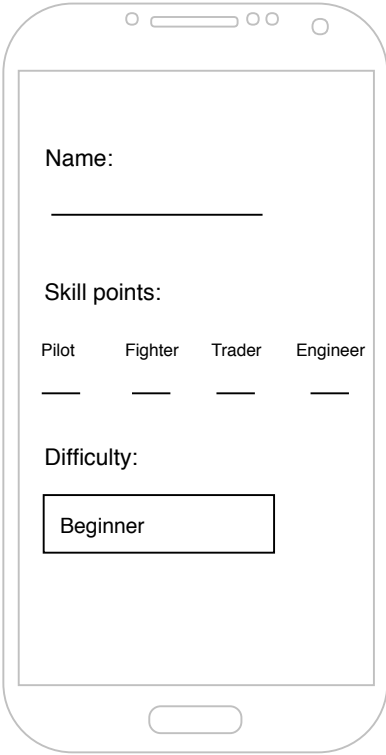 Name:
Skill points:
Pilot Fighter Trader Engineer
Difficulty:
Beginner